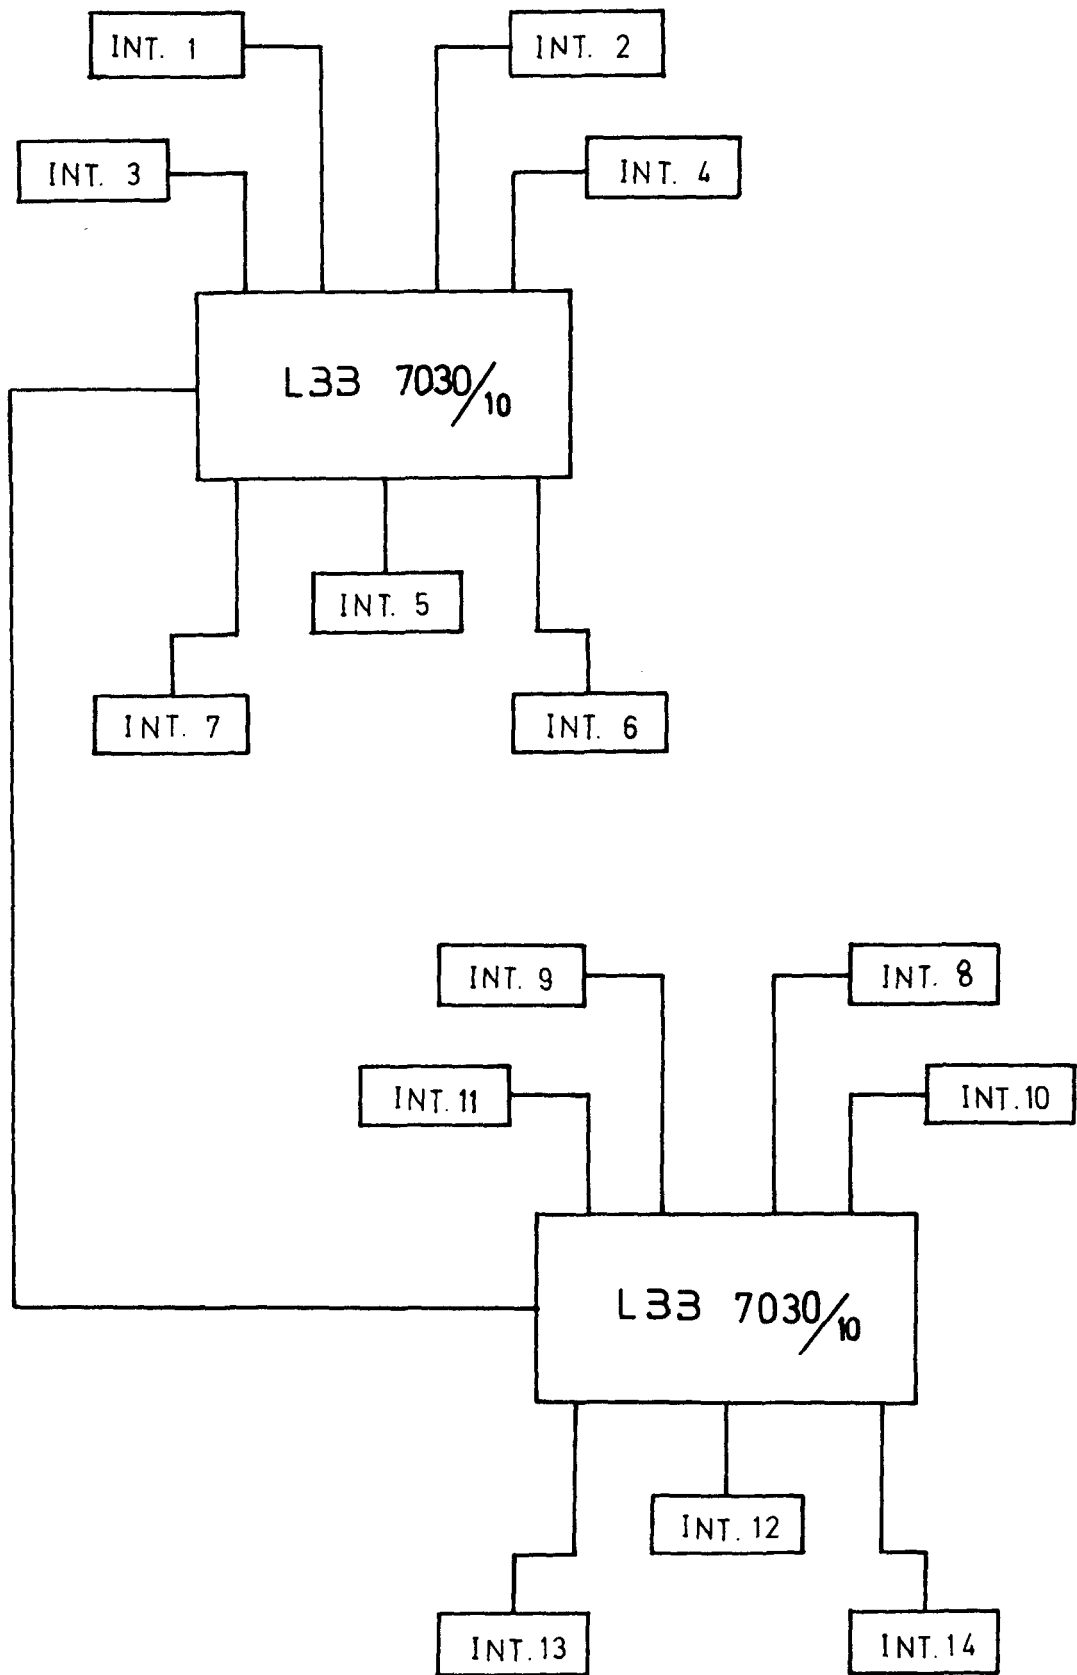 INT. 1
INT. 2
INT. 3
INT. 4
L33 7030/10
INT. 5
INT. 7
INT. 6
INT. 9
INT. 8
INT. 11
INT. 10
L33 7030/10
INT. 12
INT. 13
INT. 14